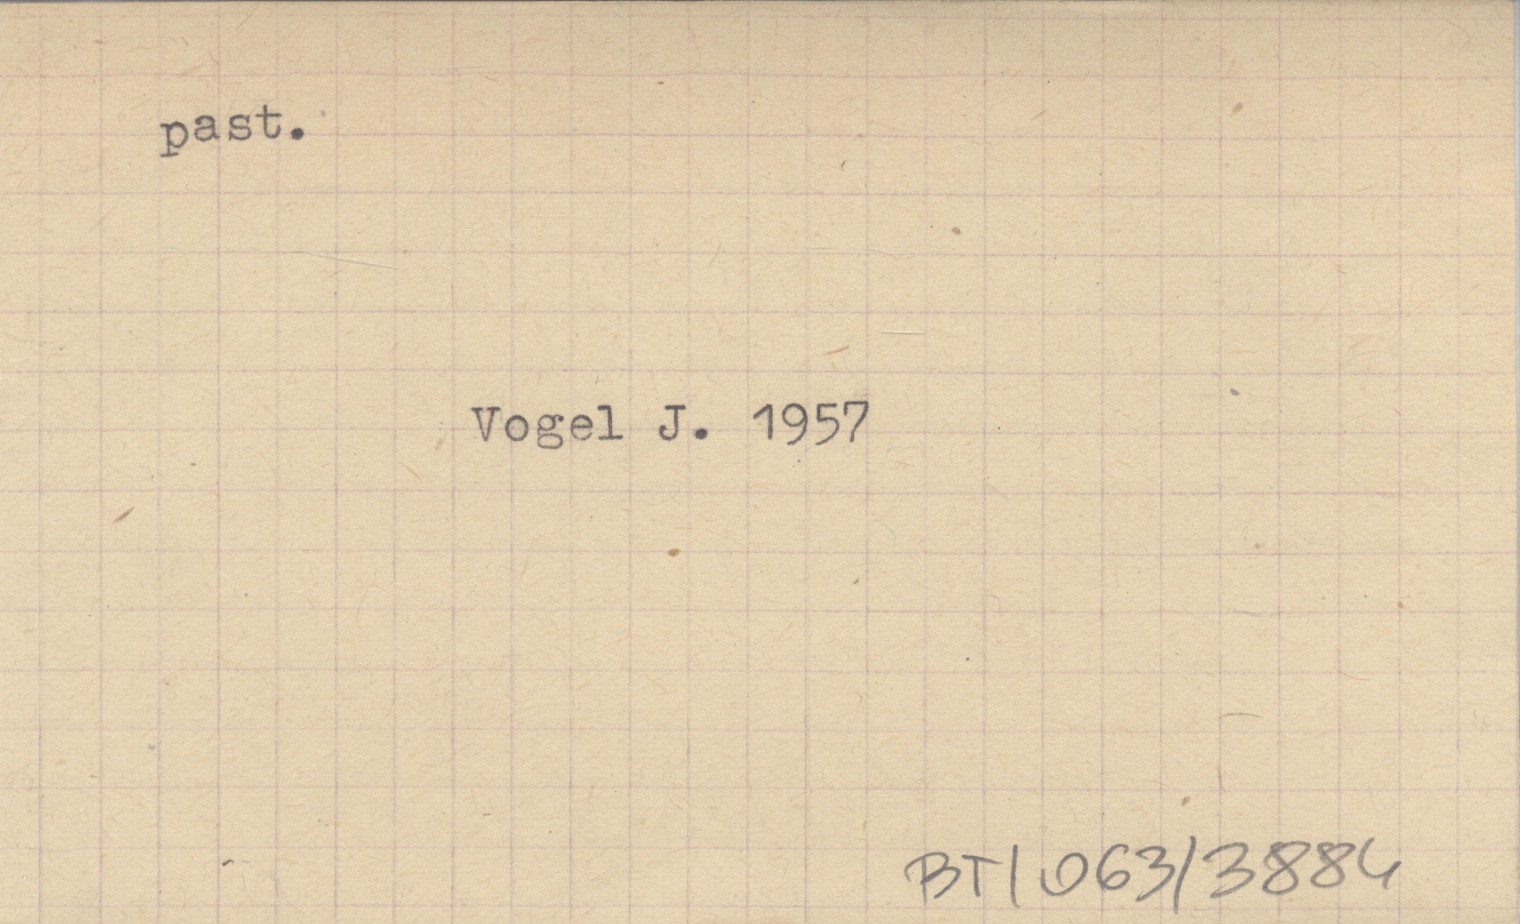 past.
Vogel J. 1957
BT/063/3884